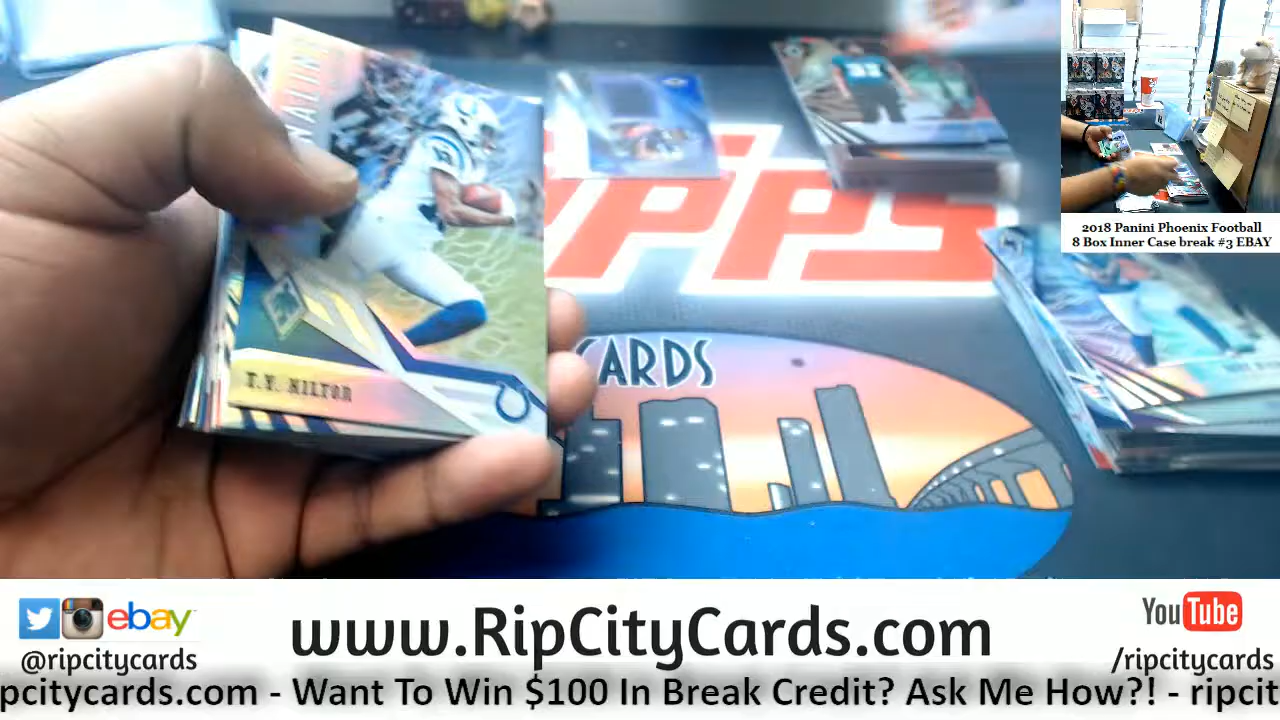 T.Y. HILTON
PPS
CARDS
2018 Panini Phoenix Football
8 Box Inner Case break #3 EBAY
ebay
@ripcitycards
www.RipCityCards.com
YouTube
/ripcitycards
pcitycards.com - Want To Win $100 In Break Credit? Ask Me How?! - ripcit